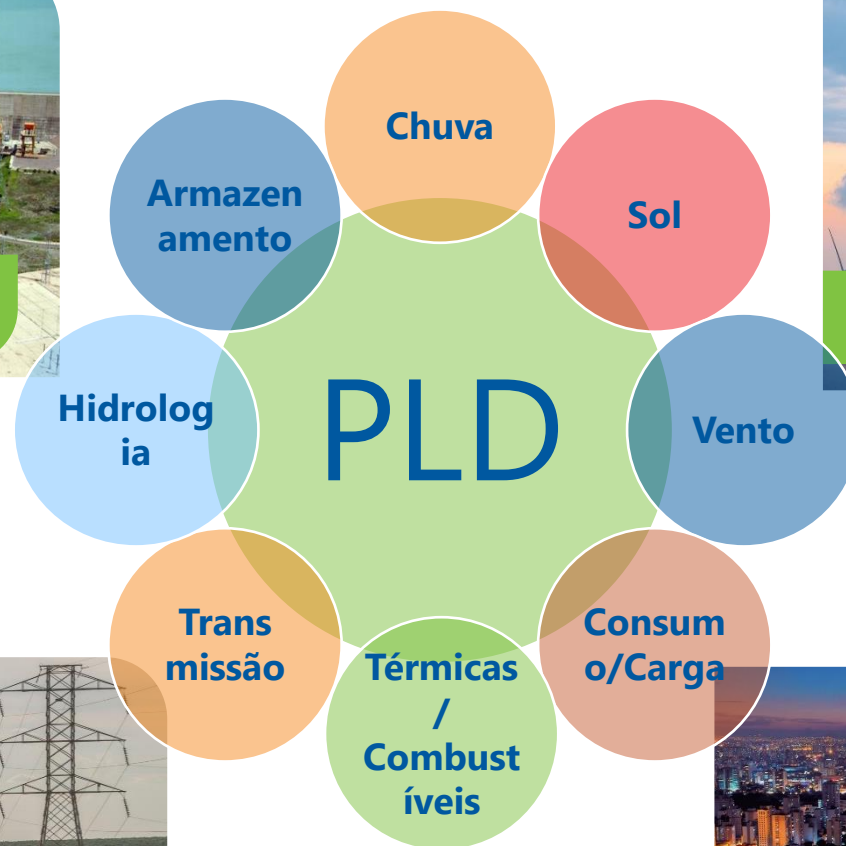 Chuva
Armazen
amento
Sol
Hidrolog
ia
PLD
Vento
Trans
missão
Térmicas
/
Combust
íveis
Consum
o/Carga